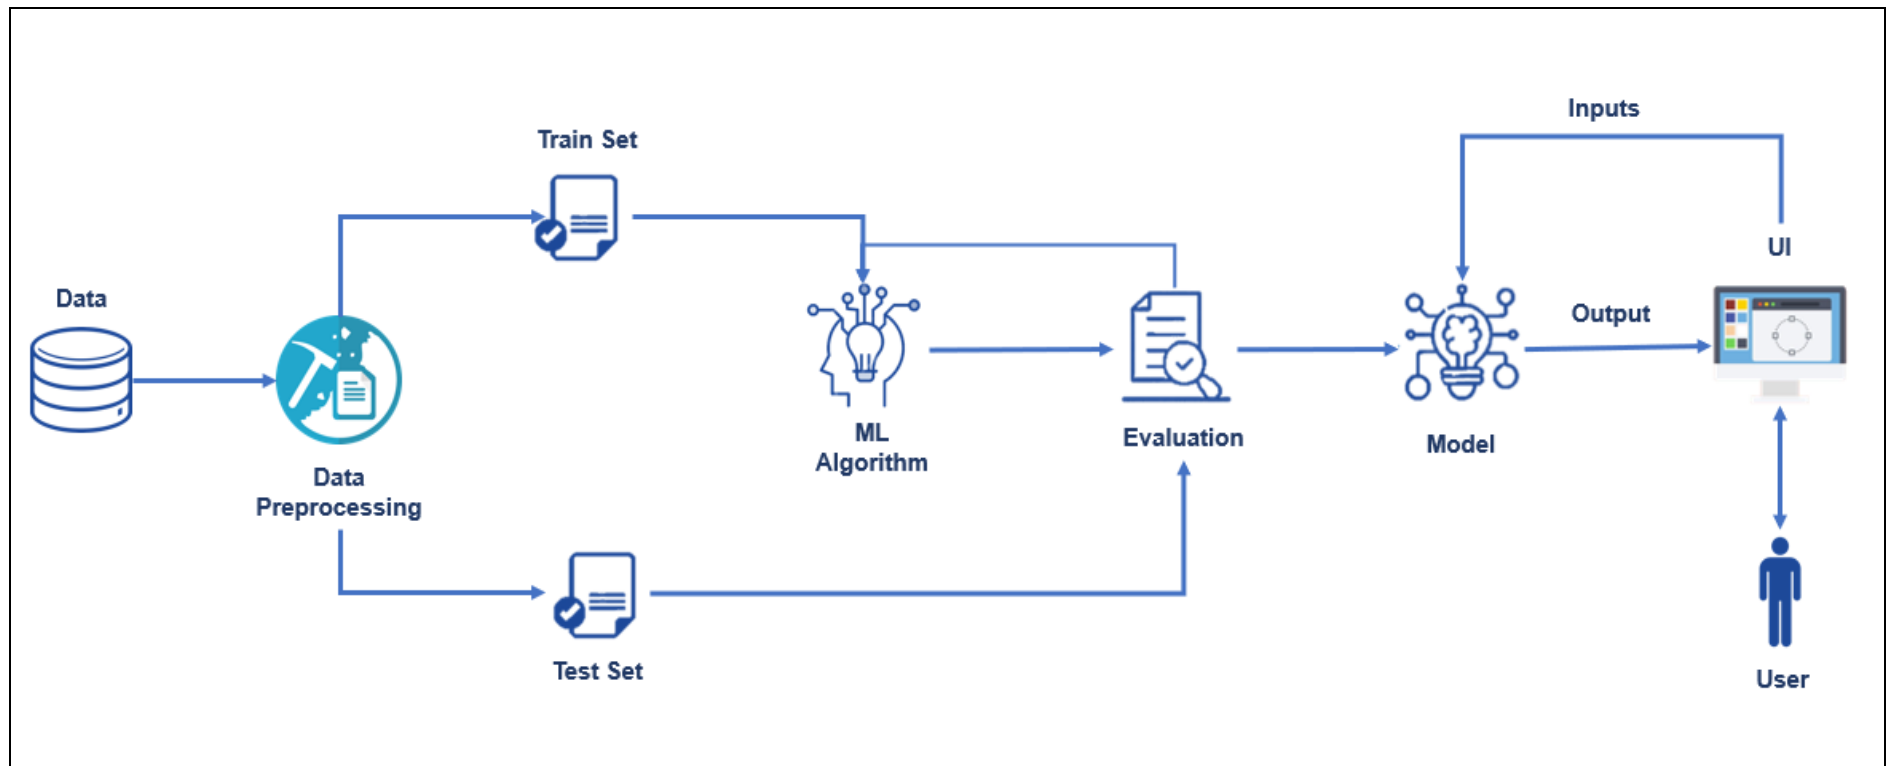 Inputs
Train Set
UI
Data
Output
ML
Algorithm
Evaluation
Model
Data
Preprocessing
Test Set
User